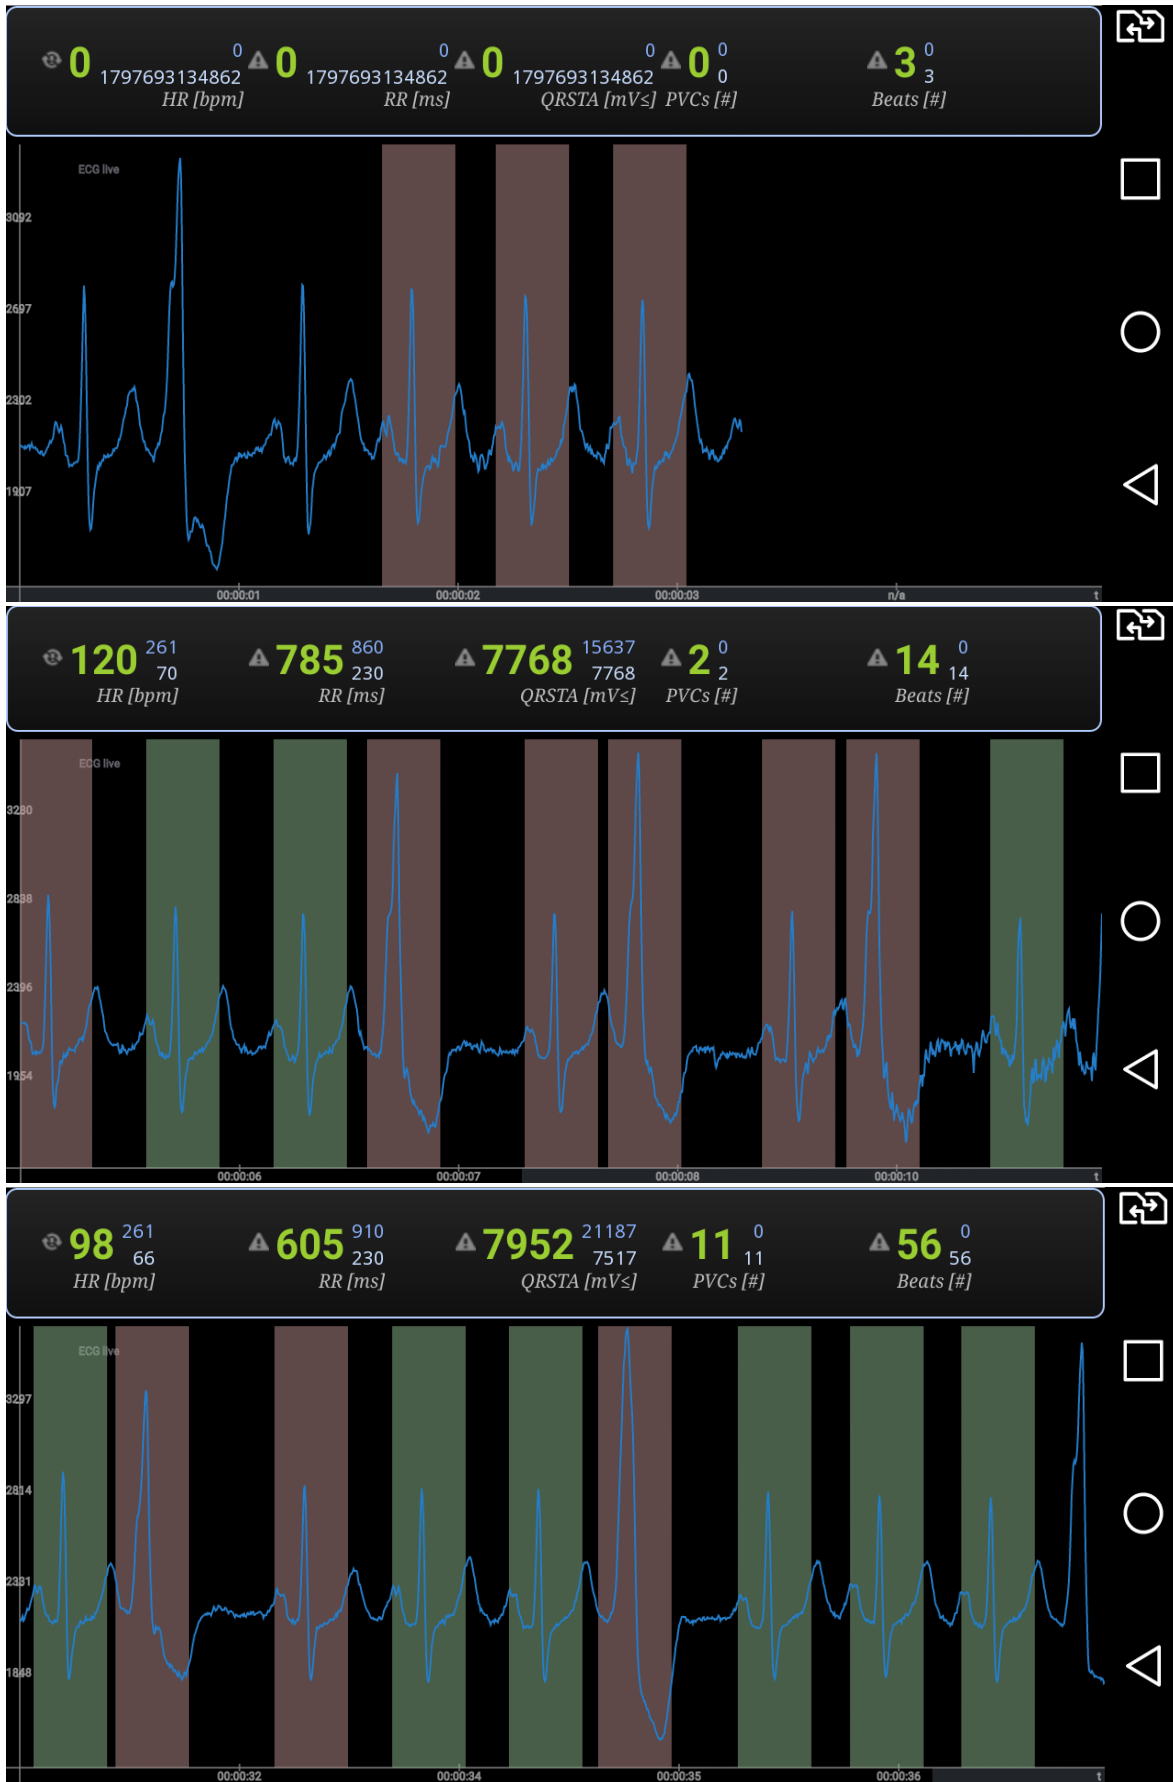 0 0 0 0 0 0 0 0 3 0
1797693134862 1797693134862 1797693134862 0 3
HR [bpm] RR [ms] QRSTA [mV≤] PVCs [#] Beats [#]
ECG live
3092
2697
2302
1907
00:00:01 00:00:02 00:00:03 n/a t
120 261 785 860 7768 15637 2 0 14 0
70 230 7768 2 14
HR [bpm] RR [ms] QRSTA [mV≤] PVCs [#] Beats [#]
ECG live
3280
2838
2396
1954
00:00:06 00:00:07 00:00:08 00:00:10 t
98 261 605 910 7952 21187 11 0 56 0
66 230 7517 11 56
HR [bpm] RR [ms] QRSTA [mV≤] PVCs [#] Beats [#]
ECG live
3297
2814
2331
1848
00:00:32 00:00:34 00:00:35 00:00:36 t